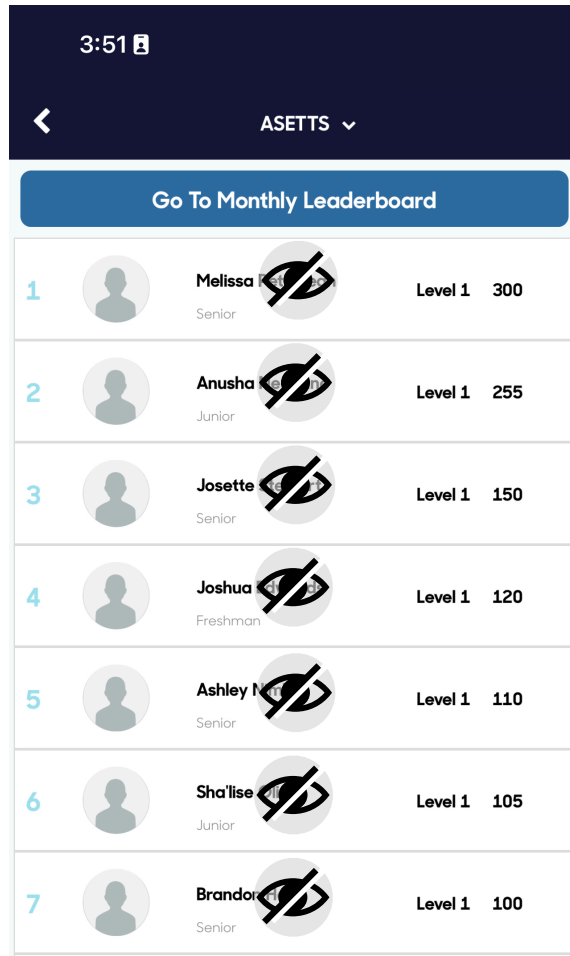 3:51
ASETTS
Go To Monthly Leaderboard
1 Melissa Level 1 300
Senior
2 Anusha Level 1 255
Junior
3 Josette Level 1 150
Senior
4 Joshua Level 1 120
Freshman
5 Ashley Level 1 110
Senior
6 Sha'lise Level 1 105
Junior
7 Brandon Level 1 100
Senior